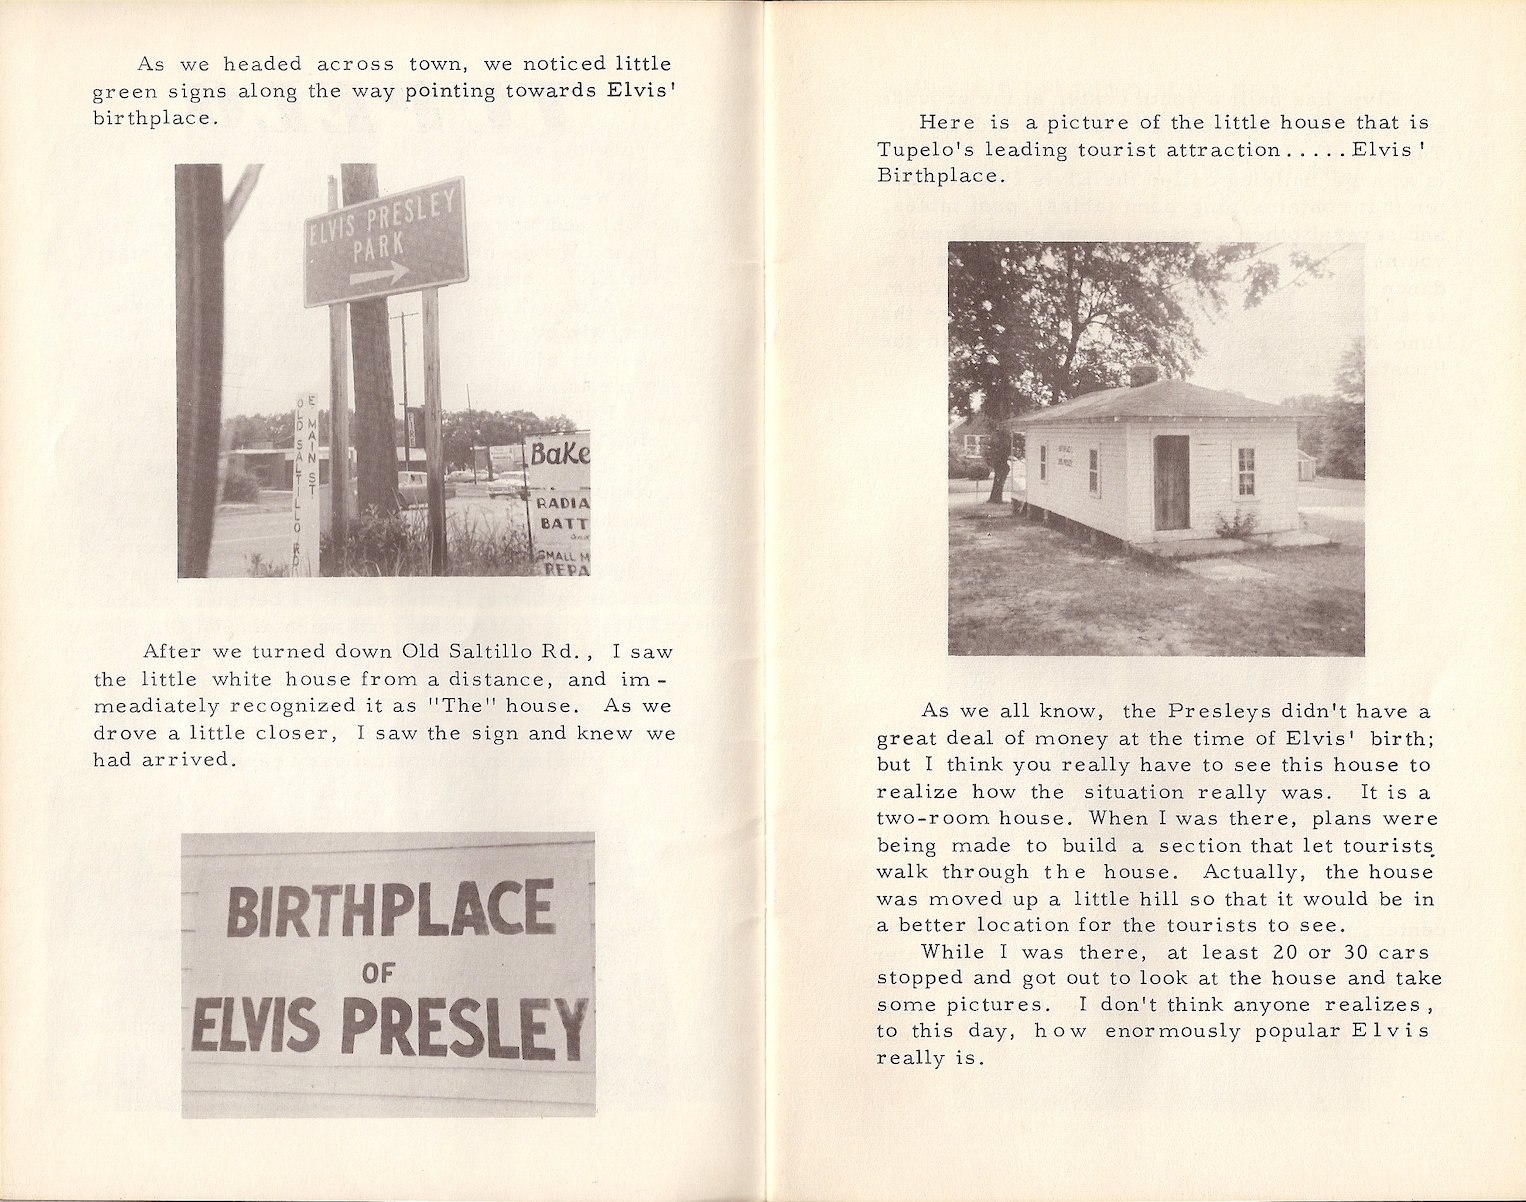 As we headed across town, we noticed little
green signs along the way pointing towards Elvis'
birthplace.
ELVIS PRESLEY
PARK
E MAIN ST
OLD SALTILLO RD
BaKe
RADIA
BATT
SMALL M
REPA
After we turned down Old Saltillo Rd., I saw
the little white house from a distance, and im-
meadiately recognized it as "The" house. As we
drove a little closer, I saw the sign and knew we
had arrived.
BIRTHPLACE
OF
ELVIS PRESLEY
Here is a picture of the little house that is
Tupelo's leading tourist attraction.....Elvis'
Birthplace.
As we all know, the Presleys didn't have a
great deal of money at the time of Elvis' birth;
but I think you really have to see this house to
realize how the situation really was. It is a
two-room house. When I was there, plans were
being made to build a section that let tourists
walk through the house. Actually, the house
was moved up a little hill so that it would be in
a better location for the tourists to see.
While I was there, at least 20 or 30 cars
stopped and got out to look at the house and take
some pictures. I don't think anyone realizes,
to this day, how enormously popular Elvis
really is.